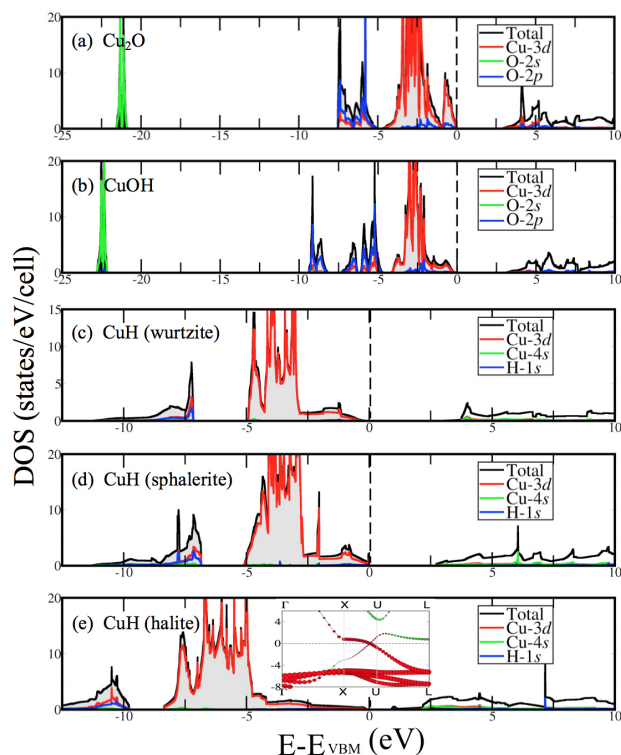 DOS (states/eV/cell)
(a) Cu₂O
Total
Cu-3d
O-2s
O-2p
20
10
0
-25 -20 -15 -10 -5 0 5 10
(b) CuOH
Total
Cu-3d
O-2s
O-2p
20
10
0
-25 -20 -15 -10 -5 0 5 10
(c) CuH (wurtzite)
Total
Cu-3d
Cu-4s
H-1s
15
10
5
0
-10 -5 0 5 10
(d) CuH (sphalerite)
Total
Cu-3d
Cu-4s
H-1s
20
10
0
-10 -5 0 5 10
(e) CuH (halite)
Γ X U L
4
0
-4
-8
Γ X U L
Total
Cu-3d
Cu-4s
H-1s
20
10
0
-10 -5 0 5 10
E-EVBM (eV)